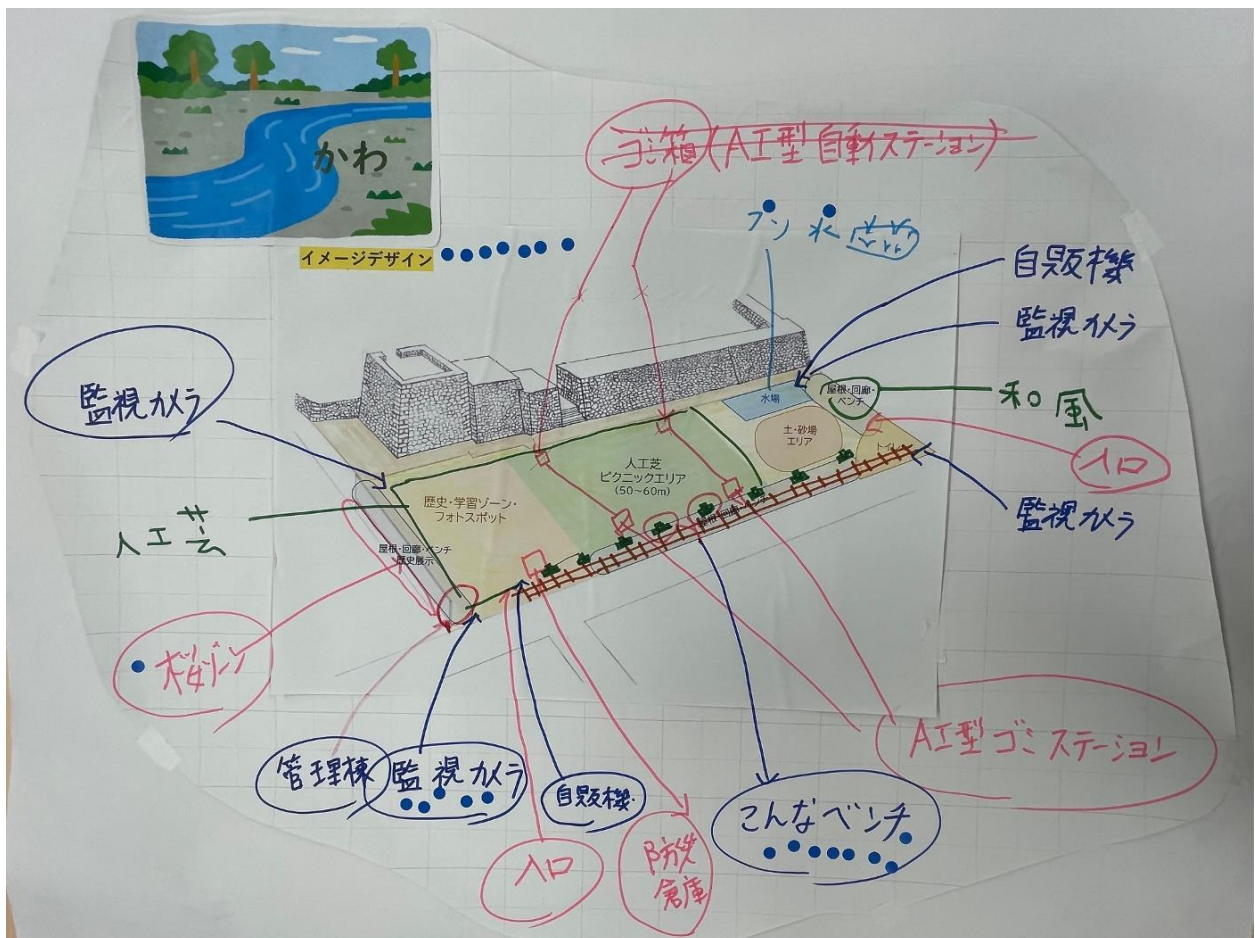 かわ
イメージデザイン
ゴミ箱(AI型自動ステーション)
フン水
自販機
監視カメラ
監視カメラ
和風
屋根・回廊・
ベンチ
水場
土・砂場
エリア
トイレ
入口
監視カメラ
人工芝
ピクニックエリア
(50~60m)
歴史・学習ゾーン・
フォトスポット
人工芝
屋根・回廊・ベンチ
歴史展示
桜ゾーン
AI型ゴミステーション
管理棟
監視カメラ
自販機
こんなベンチ
入口
防災
倉庫